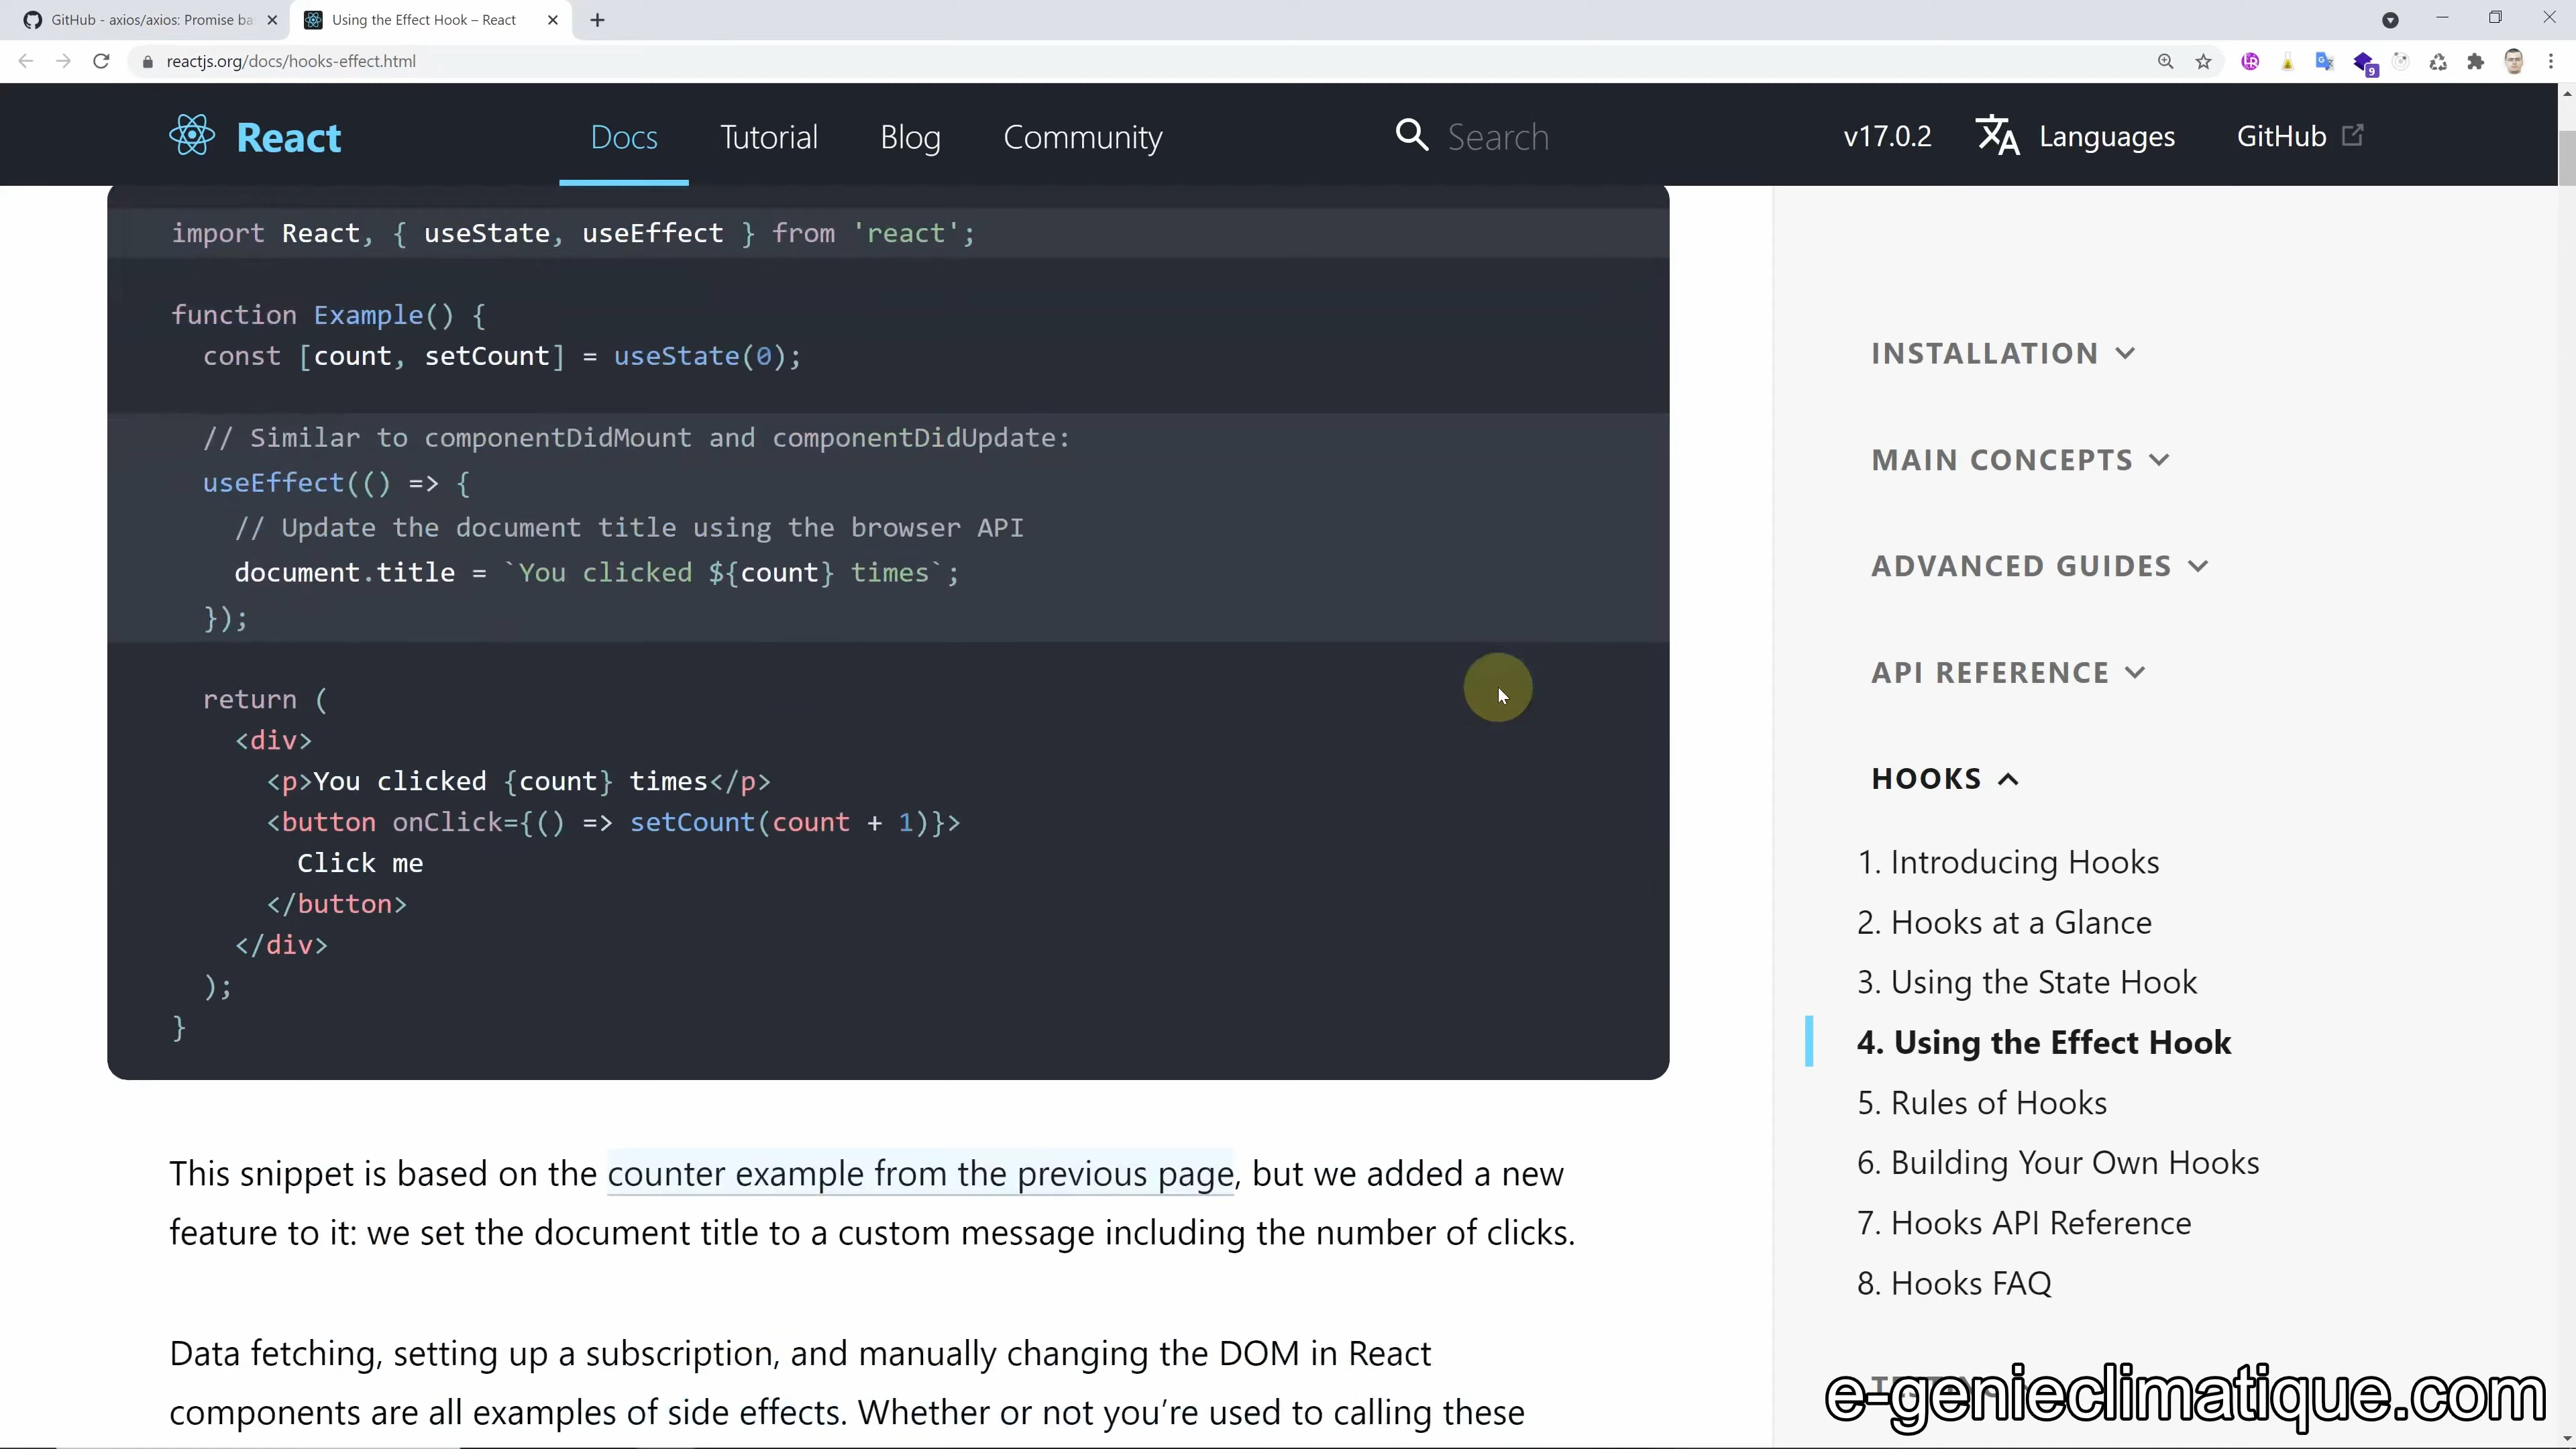 GitHub - axios/axios: Promise ba
Using the Effect Hook – React
reactjs.org/docs/hooks-effect.html
9
React
Docs
Tutorial
Blog
Community
Search
v17.0.2
Languages
GitHub
import React, { useState, useEffect } from 'react';
function Example() {
const [count, setCount] = useState(0);
// Similar to componentDidMount and componentDidUpdate:
useEffect(() => {
// Update the document title using the browser API
document.title = `You clicked ${count} times`;
});
return (
<div>
<p>You clicked {count} times</p>
<button onClick={() => setCount(count + 1)}>
Click me
</button>
</div>
);
}
This snippet is based on the counter example from the previous page, but we added a new
feature to it: we set the document title to a custom message including the number of clicks.
Data fetching, setting up a subscription, and manually changing the DOM in React
components are all examples of side effects. Whether or not you’re used to calling these
INSTALLATION
MAIN CONCEPTS
ADVANCED GUIDES
API REFERENCE
HOOKS
1. Introducing Hooks
2. Hooks at a Glance
3. Using the State Hook
4. Using the Effect Hook
5. Rules of Hooks
6. Building Your Own Hooks
7. Hooks API Reference
8. Hooks FAQ
e-genieclimatique.com